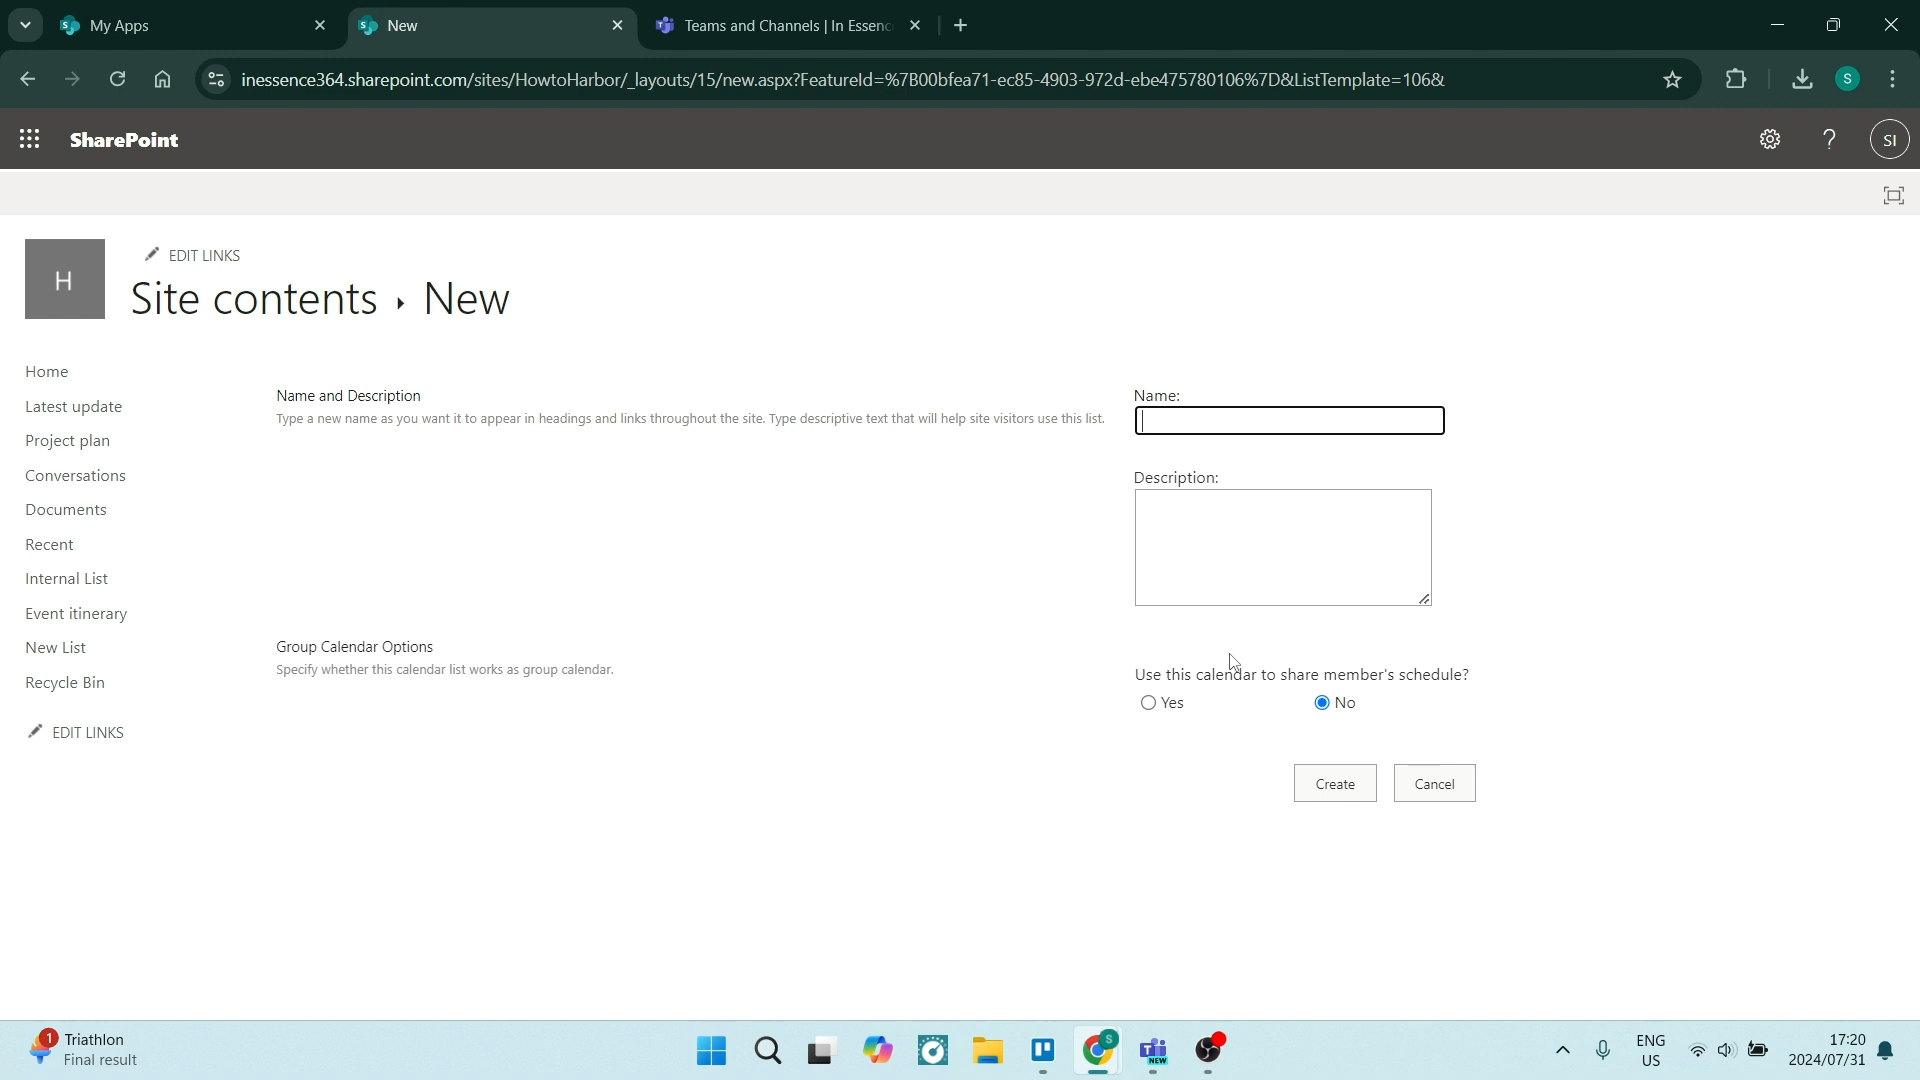 My Apps
New
Teams and Channels | In Essenc
inessence364.sharepoint.com/sites/HowtoHarbor/_layouts/15/new.aspx?FeatureId=%7B00bfea71-ec85-4903-972d-ebe475780106%7D&ListTemplate=106&
S
SharePoint
SI
H
EDIT LINKS
Site contents ▸ New
Home
Latest update
Project plan
Conversations
Documents
Recent
Internal List
Event itinerary
New List
Recycle Bin
EDIT LINKS
Name and Description
Type a new name as you want it to appear in headings and links throughout the site. Type descriptive text that will help site visitors use this list.
Name:
Description:
Group Calendar Options
Specify whether this calendar list works as group calendar.
Use this calendar to share member's schedule?
Yes
No
Create
Cancel
1
Triathlon
Final result
S
NEW
ENG
US
17:20
2024/07/31